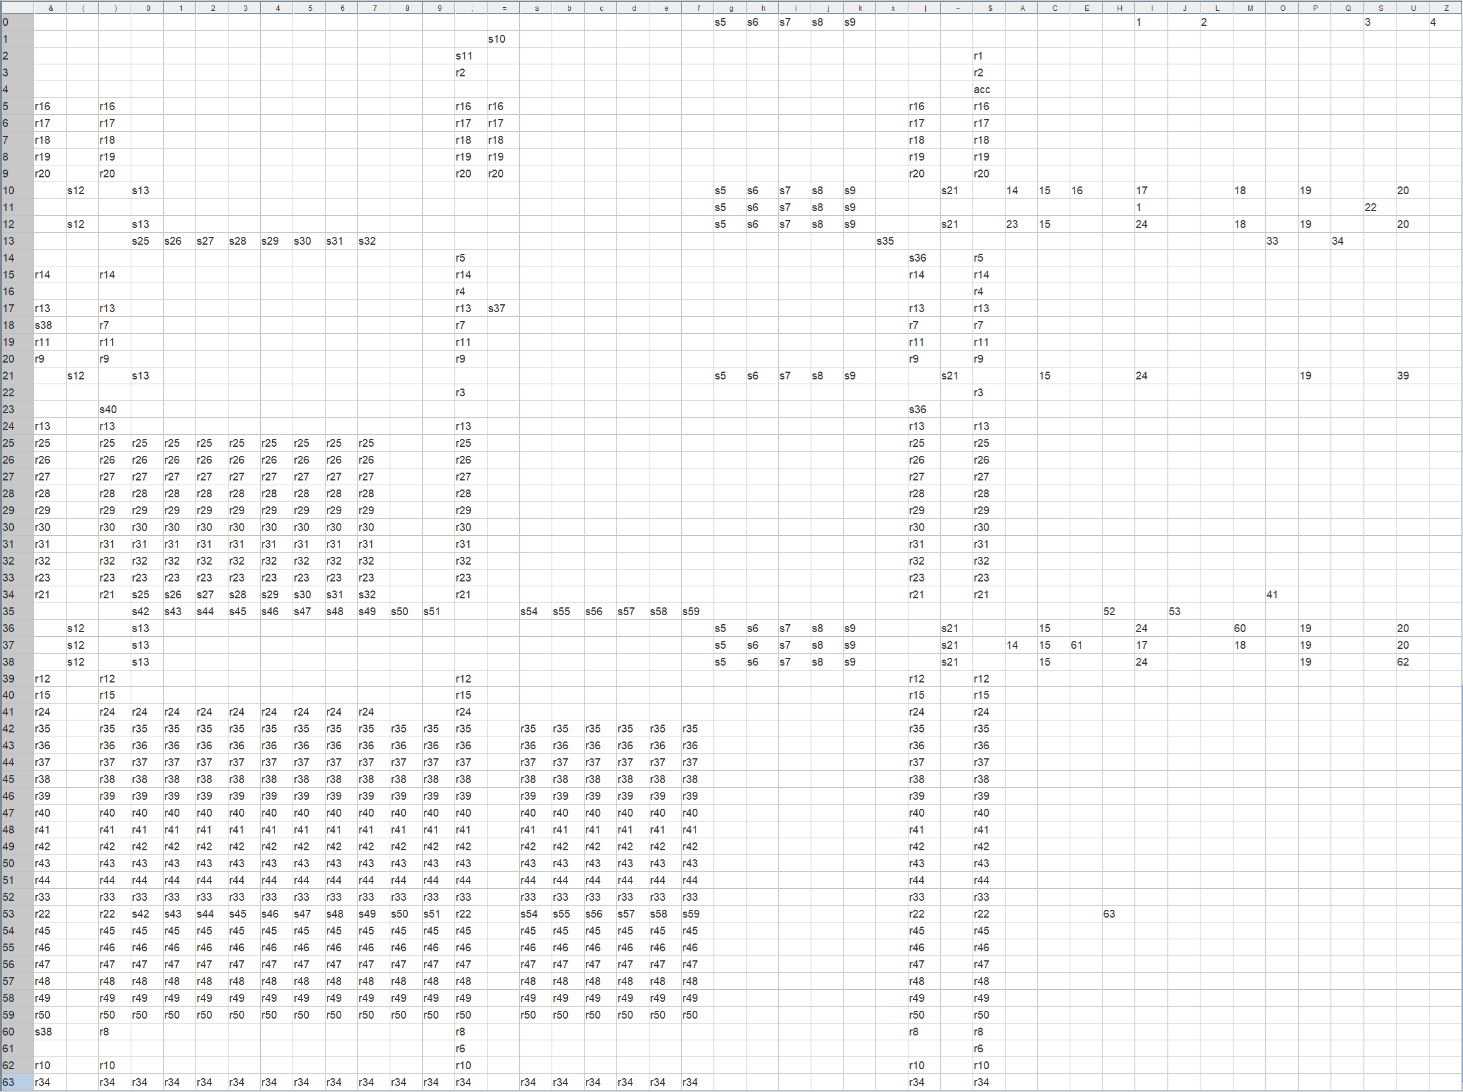 & ( ) 0 1 2 3 4 5 6 7 8 9 ; = a b c d e f g h i j k x | ~ $ A C E H I J L M O P Q S U Z
0 s5 s6 s7 s8 s9 1 2 3 4
1 s10
2 s11 r1
3 r2 r2
4 acc
5 r16 r16 r16 r16 r16 r16
6 r17 r17 r17 r17 r17 r17
7 r18 r18 r18 r18 r18 r18
8 r19 r19 r19 r19 r19 r19
9 r20 r20 r20 r20 r20 r20
10 s12 s13 s5 s6 s7 s8 s9 s21 14 15 16 17 18 19 20
11 s5 s6 s7 s8 s9 1 22
12 s12 s13 s5 s6 s7 s8 s9 s21 23 15 24 18 19 20
13 s25 s26 s27 s28 s29 s30 s31 s32 s35 33 34
14 r5 s36 r5
15 r14 r14 r14 r14 r14
16 r4 r4
17 r13 r13 r13 s37 r13 r13
18 s38 r7 r7 r7 r7
19 r11 r11 r11 r11 r11
20 r9 r9 r9 r9 r9
21 s12 s13 s5 s6 s7 s8 s9 s21 15 24 19 39
22 r3 r3
23 s40 s36
24 r13 r13 r13 r13 r13
25 r25 r25 r25 r25 r25 r25 r25 r25 r25 r25 r25 r25 r25
26 r26 r26 r26 r26 r26 r26 r26 r26 r26 r26 r26 r26 r26
27 r27 r27 r27 r27 r27 r27 r27 r27 r27 r27 r27 r27 r27
28 r28 r28 r28 r28 r28 r28 r28 r28 r28 r28 r28 r28 r28
29 r29 r29 r29 r29 r29 r29 r29 r29 r29 r29 r29 r29 r29
30 r30 r30 r30 r30 r30 r30 r30 r30 r30 r30 r30 r30 r30
31 r31 r31 r31 r31 r31 r31 r31 r31 r31 r31 r31 r31 r31
32 r32 r32 r32 r32 r32 r32 r32 r32 r32 r32 r32 r32 r32
33 r23 r23 r23 r23 r23 r23 r23 r23 r23 r23 r23 r23 r23
34 r21 r21 s25 s26 s27 s28 s29 s30 s31 s32 r21 r21 r21 41
35 s42 s43 s44 s45 s46 s47 s48 s49 s50 s51 s54 s55 s56 s57 s58 s59 52 53
36 s12 s13 s5 s6 s7 s8 s9 s21 15 24 60 19 20
37 s12 s13 s5 s6 s7 s8 s9 s21 14 15 61 17 18 19 20
38 s12 s13 s5 s6 s7 s8 s9 s21 15 24 19 62
39 r12 r12 r12 r12 r12
40 r15 r15 r15 r15 r15
41 r24 r24 r24 r24 r24 r24 r24 r24 r24 r24 r24 r24 r24
42 r35 r35 r35 r35 r35 r35 r35 r35 r35 r35 r35 r35 r35 r35 r35 r35 r35 r35 r35 r35 r35
43 r36 r36 r36 r36 r36 r36 r36 r36 r36 r36 r36 r36 r36 r36 r36 r36 r36 r36 r36 r36 r36
44 r37 r37 r37 r37 r37 r37 r37 r37 r37 r37 r37 r37 r37 r37 r37 r37 r37 r37 r37 r37 r37
45 r38 r38 r38 r38 r38 r38 r38 r38 r38 r38 r38 r38 r38 r38 r38 r38 r38 r38 r38 r38 r38
46 r39 r39 r39 r39 r39 r39 r39 r39 r39 r39 r39 r39 r39 r39 r39 r39 r39 r39 r39 r39 r39
47 r40 r40 r40 r40 r40 r40 r40 r40 r40 r40 r40 r40 r40 r40 r40 r40 r40 r40 r40 r40 r40
48 r41 r41 r41 r41 r41 r41 r41 r41 r41 r41 r41 r41 r41 r41 r41 r41 r41 r41 r41 r41 r41
49 r42 r42 r42 r42 r42 r42 r42 r42 r42 r42 r42 r42 r42 r42 r42 r42 r42 r42 r42 r42 r42
50 r43 r43 r43 r43 r43 r43 r43 r43 r43 r43 r43 r43 r43 r43 r43 r43 r43 r43 r43 r43 r43
51 r44 r44 r44 r44 r44 r44 r44 r44 r44 r44 r44 r44 r44 r44 r44 r44 r44 r44 r44 r44 r44
52 r33 r33 r33 r33 r33 r33 r33 r33 r33 r33 r33 r33 r33 r33 r33 r33 r33 r33 r33 r33 r33
53 r22 r22 s42 s43 s44 s45 s46 s47 s48 s49 s50 s51 r22 s54 s55 s56 s57 s58 s59 r22 r22 63
54 r45 r45 r45 r45 r45 r45 r45 r45 r45 r45 r45 r45 r45 r45 r45 r45 r45 r45 r45 r45 r45
55 r46 r46 r46 r46 r46 r46 r46 r46 r46 r46 r46 r46 r46 r46 r46 r46 r46 r46 r46 r46 r46
56 r47 r47 r47 r47 r47 r47 r47 r47 r47 r47 r47 r47 r47 r47 r47 r47 r47 r47 r47 r47 r47
57 r48 r48 r48 r48 r48 r48 r48 r48 r48 r48 r48 r48 r48 r48 r48 r48 r48 r48 r48 r48 r48
58 r49 r49 r49 r49 r49 r49 r49 r49 r49 r49 r49 r49 r49 r49 r49 r49 r49 r49 r49 r49 r49
59 r50 r50 r50 r50 r50 r50 r50 r50 r50 r50 r50 r50 r50 r50 r50 r50 r50 r50 r50 r50 r50
60 s38 r8 r8 r8 r8
61 r6 r6
62 r10 r10 r10 r10 r10
63 r34 r34 r34 r34 r34 r34 r34 r34 r34 r34 r34 r34 r34 r34 r34 r34 r34 r34 r34 r34 r34